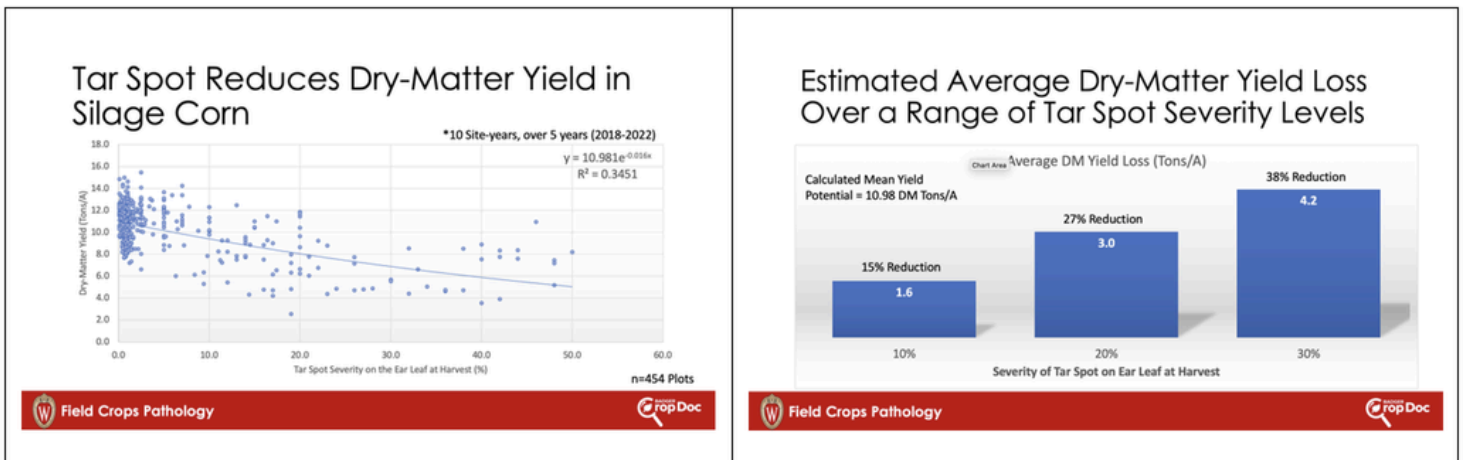 Tar Spot Reduces Dry-Matter Yield in
Silage Corn
*10 Site-years, over 5 years (2018-2022)
y = 10.981e^-0.016x
R² = 0.3451
Dry-Matter Yield (Tons/A)
18.0
16.0
14.0
12.0
10.0
8.0
6.0
4.0
2.0
0.0
0.0 10.0 20.0 30.0 40.0 50.0 60.0
Tar Spot Severity on the Ear Leaf at Harvest (%)
n=454 Plots
W Field Crops Pathology
Crop Doc
Estimated Average Dry-Matter Yield Loss
Over a Range of Tar Spot Severity Levels
Chart Area
Average DM Yield Loss (Tons/A)
Calculated Mean Yield
Potential = 10.98 DM Tons/A
15% Reduction
1.6
27% Reduction
3.0
38% Reduction
4.2
10% 20% 30%
Severity of Tar Spot on Ear Leaf at Harvest
W Field Crops Pathology
Crop Doc